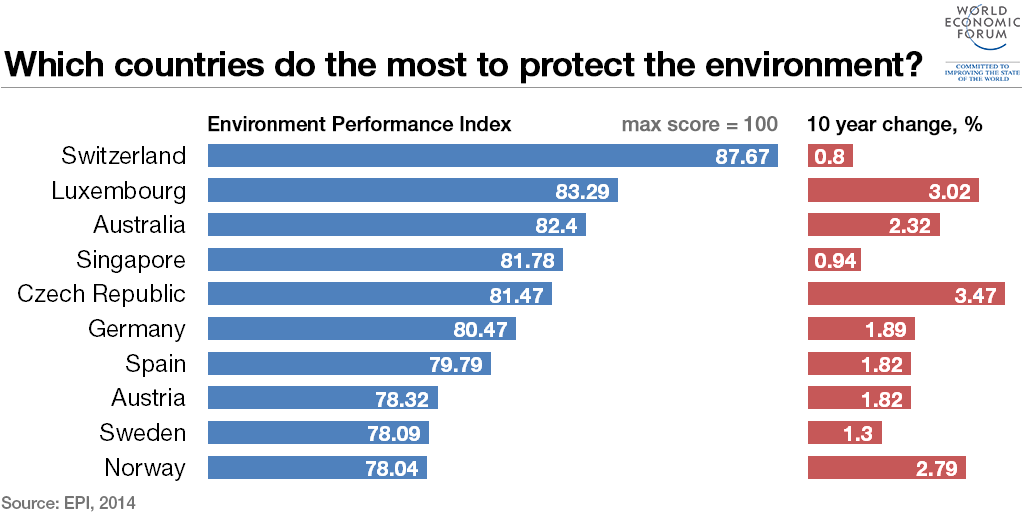 WORLD
ECONOMIC
FORUM
COMMITTED TO
IMPROVING THE STATE
OF THE WORLD
Which countries do the most to protect the environment?
Environment Performance Index max score = 100 10 year change, %
Switzerland 87.67 0.8
Luxembourg 83.29 3.02
Australia 82.4 2.32
Singapore 81.78 0.94
Czech Republic 81.47 3.47
Germany 80.47 1.89
Spain 79.79 1.82
Austria 78.32 1.82
Sweden 78.09 1.3
Norway 78.04 2.79
Source: EPI, 2014